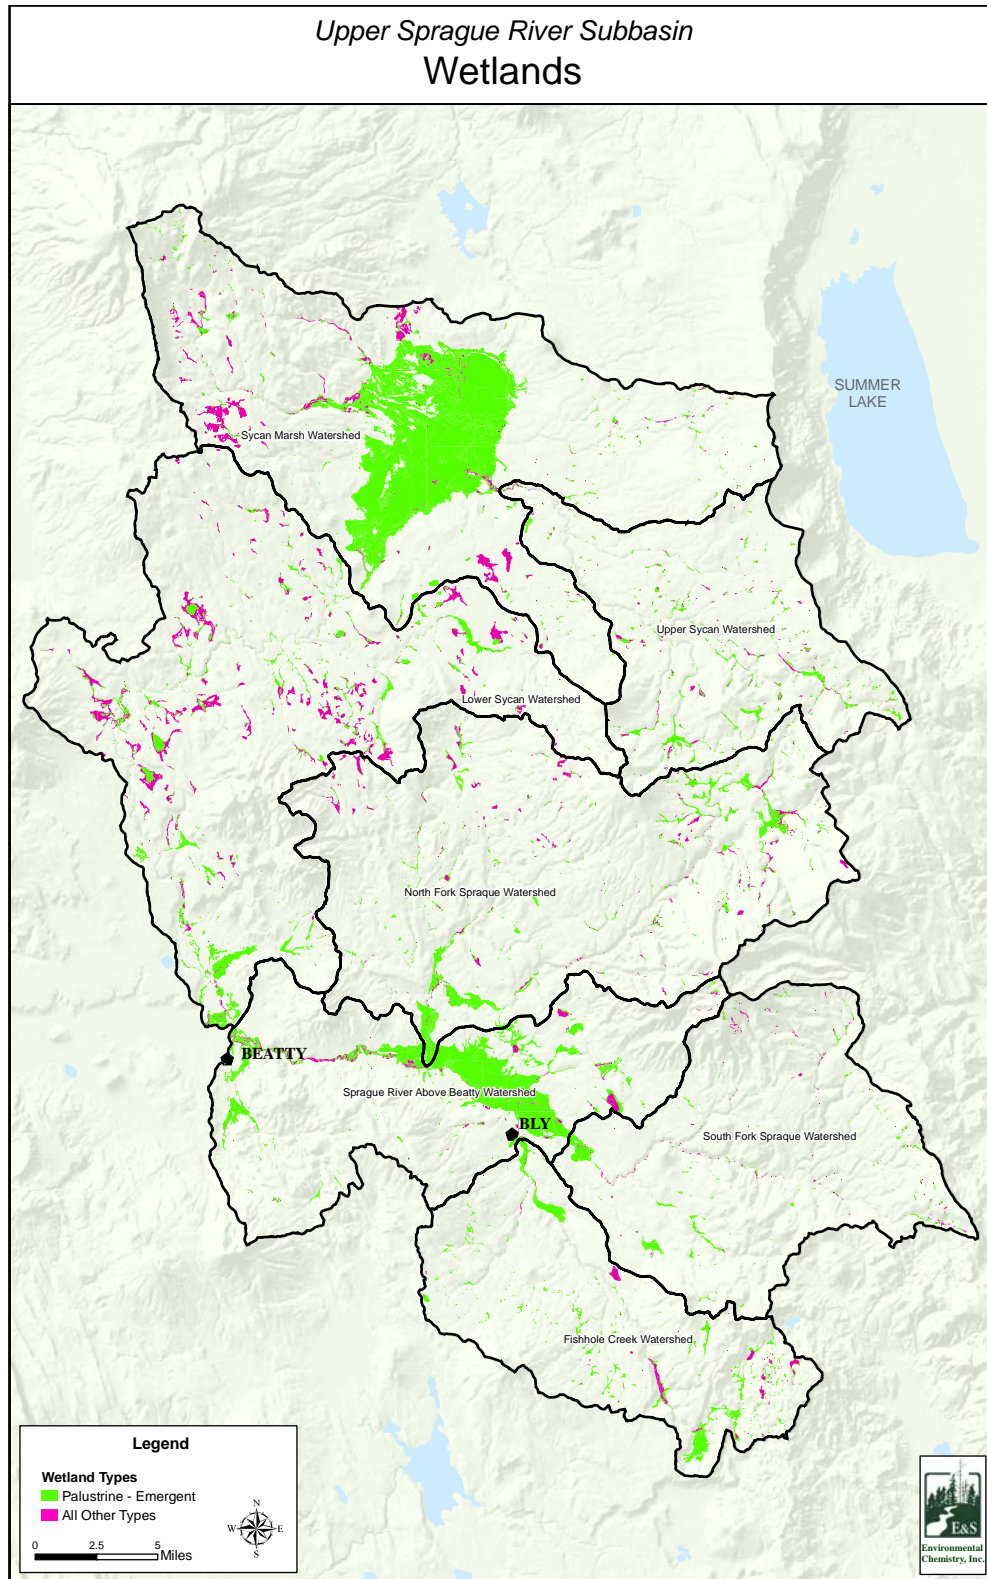 Upper Sprague River Subbasin
Wetlands
SUMMER
LAKE
Sycan Marsh Watershed
Upper Sycan Watershed
Lower Sycan Watershed
North Fork Spraque Watershed
BEATTY
Sprague River Above Beatty Watershed
BLY
South Fork Spraque Watershed
Fishhole Creek Watershed
Legend
Wetland Types
Palustrine - Emergent
All Other Types
N
W E
S
0 2.5 5
Miles
E&S
Environmental
Chemistry, Inc.